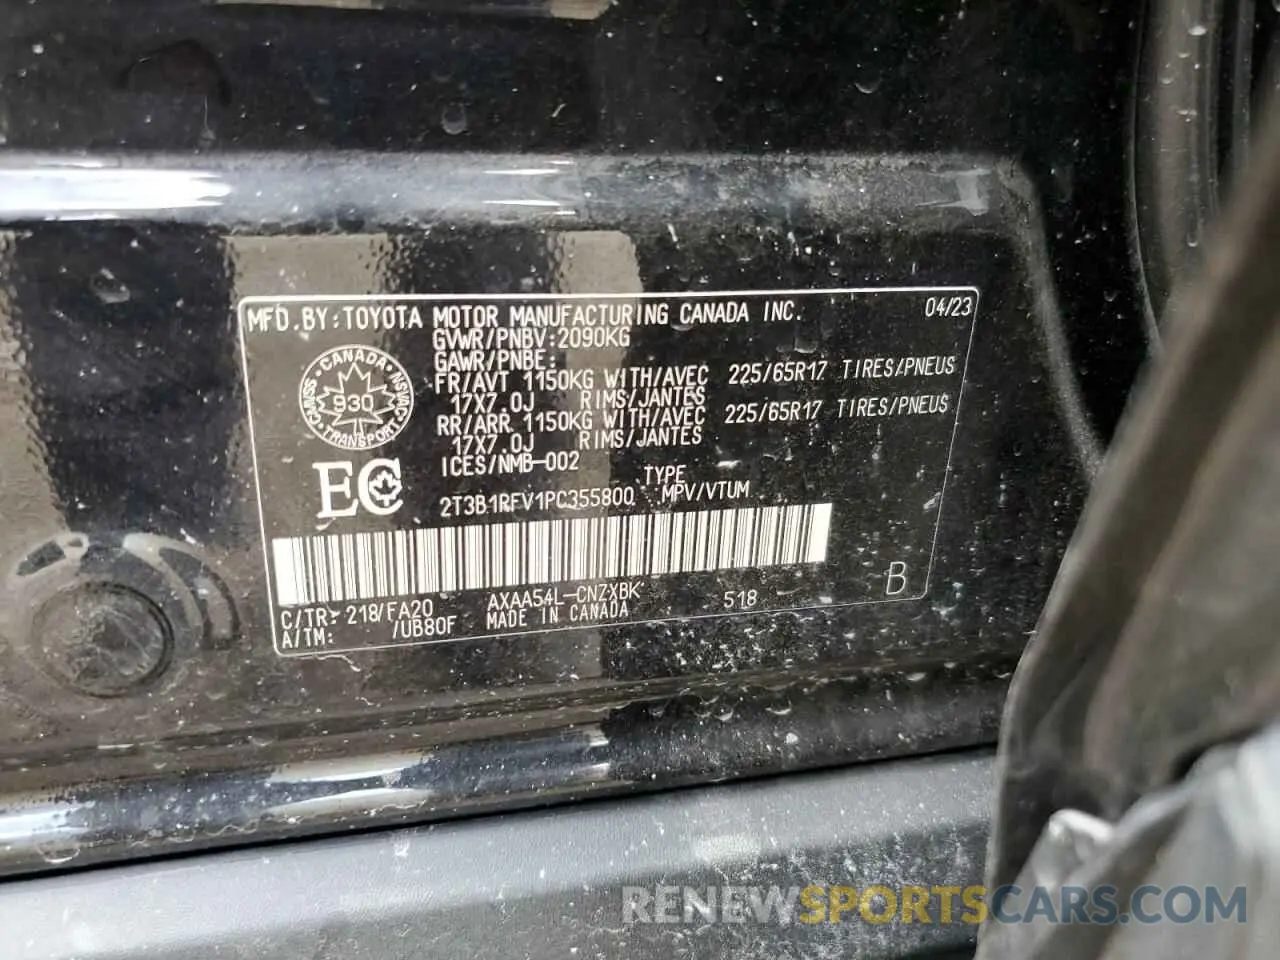 MFD.BY:TOYOTA MOTOR MANUFACTURING CANADA INC. 04/23
GVWR/PNBV:2090KG
GAWR/PNBE:
FR/AVT 1150KG WITH/AVEC 225/65R17 TIRES/PNEUS
17X7.0J RIMS/JANTES
RR/ARR 1150KG WITH/AVEC 225/65R17 TIRES/PNEUS
17X7.0J RIMS/JANTES
ICES/NMB-002
CANADA
930
TRANSPORT
EC
TYPE
2T3B1RFV1PC355800 MPV/VTUM
C/TR: 218/FA20 AXAA54L-CNZXBK 518 B
A/TM: /UB80F MADE IN CANADA
RENEWSPORTSCARS.COM